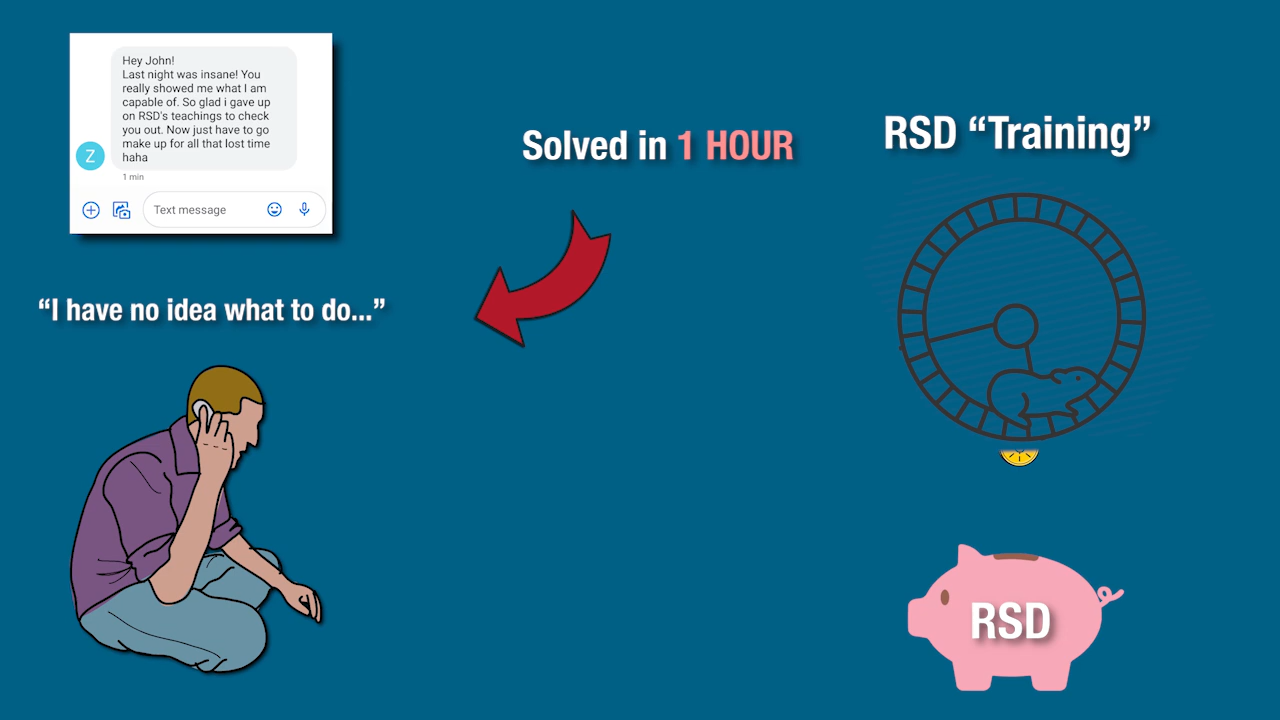 Hey John!
Last night was insane! You
really showed me what I am
capable of. So glad i gave up
on RSD's teachings to check
you out. Now just have to go
make up for all that lost time
haha
Z
1 min
Text message
Solved in 1 HOUR
RSD “Training”
“I have no idea what to do...”
RSD